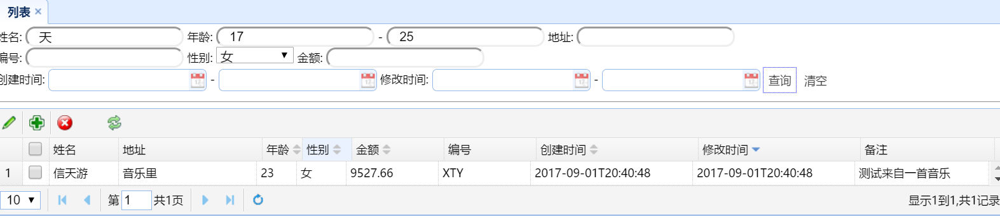 列表 ×
姓名: 天 年龄: 17 - 25 地址:
编号: 性别: 女 金额:
创建时间: - 修改时间: - 查询 清空
姓名 地址 年龄 性别 金额 编号 创建时间 修改时间 备注
1 信天游 音乐里 23 女 9527.66 XTY 2017-09-01T20:40:48 2017-09-01T20:40:48 测试来自一首音乐
10 第 1 共1页 显示1到1,共1记录